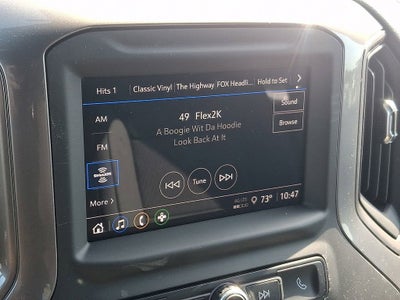 Hits 1 Classic Vinyl The Highway FOX Headli... Hold to Set
AM
49 Flex2K
Sound
A Boogie Wit Da Hoodie
Browse
FM
Look Back At It
Tune
More
73° 10:47